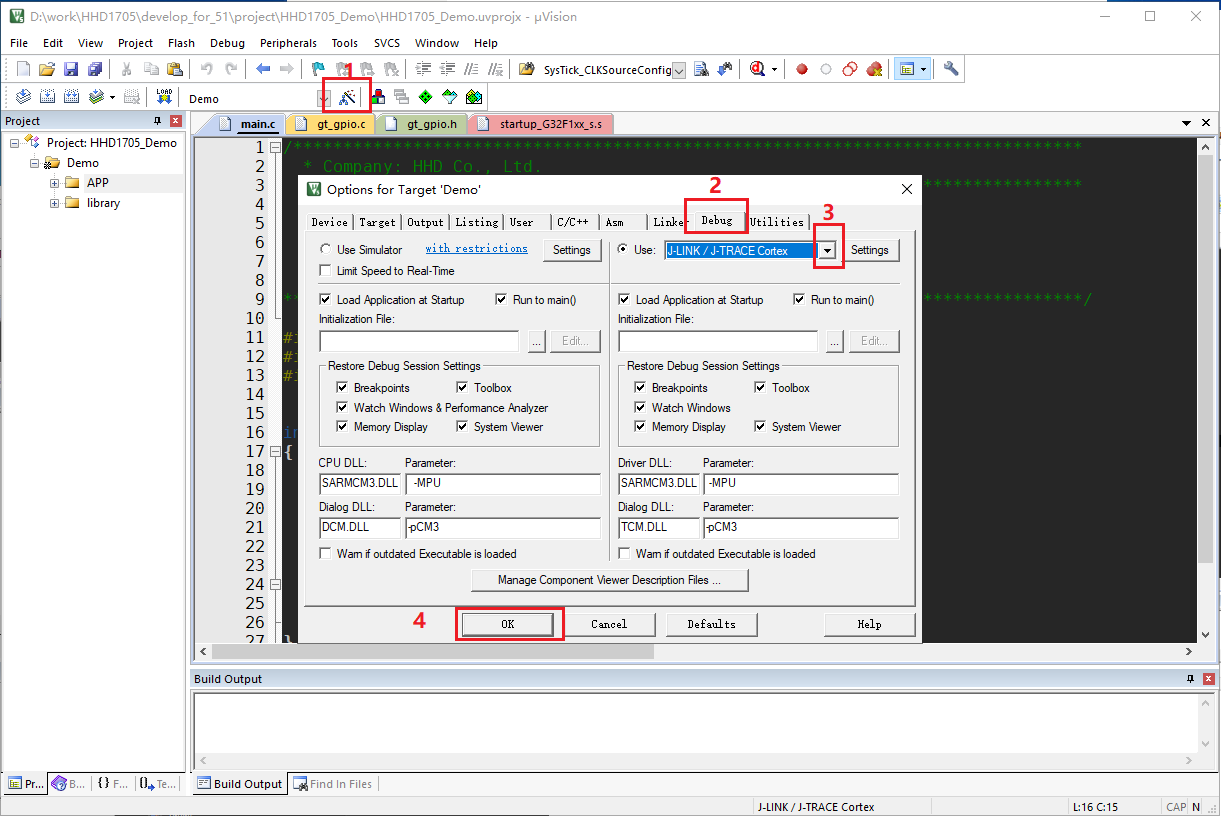 D:\work\HHD1705\develop_for_51\project\HHD1705_Demo\HHD1705_Demo.uvprojx - µVision
File Edit View Project Flash Debug Peripherals Tools SVCS Window Help
SysTick_CLKSourceConfig
1
LOAD
Demo
Project
main.c gt_gpio.c gt_gpio.h startup_G32F1xx_s.s
Project: HHD1705_Demo
Demo
APP
library
1 /*******************************************************************************
2 * Company: HHD Co., Ltd.
3
4
5
6
7
8
9
10
11
12
13
14
15
16
17 {
18
19
20
21
22
23
24
25
26
27 }
Options for Target 'Demo'
2
Device Target Output Listing User C/C++ Asm Linker Debug Utilities
3
Use Simulator with restrictions Settings
Use: J-LINK / J-TRACE Cortex Settings
Limit Speed to Real-Time
Load Application at Startup Run to main()
Load Application at Startup Run to main()
Initialization File:
Initialization File:
... Edit...
... Edit...
Restore Debug Session Settings
Breakpoints Toolbox
Watch Windows & Performance Analyzer
Memory Display System Viewer
Restore Debug Session Settings
Breakpoints Toolbox
Watch Windows
Memory Display System Viewer
CPU DLL: Parameter:
SARMCM3.DLL -MPU
Dialog DLL: Parameter:
DCM.DLL -pCM3
Warn if outdated Executable is loaded
Driver DLL: Parameter:
SARMCM3.DLL -MPU
Dialog DLL: Parameter:
TCM.DLL -pCM3
Warn if outdated Executable is loaded
Manage Component Viewer Description Files ...
4
OK Cancel Defaults Help
Build Output
Pr... B... {} F... Te...
Build Output Find In Files
J-LINK / J-TRACE Cortex L:16 C:15 CAP N